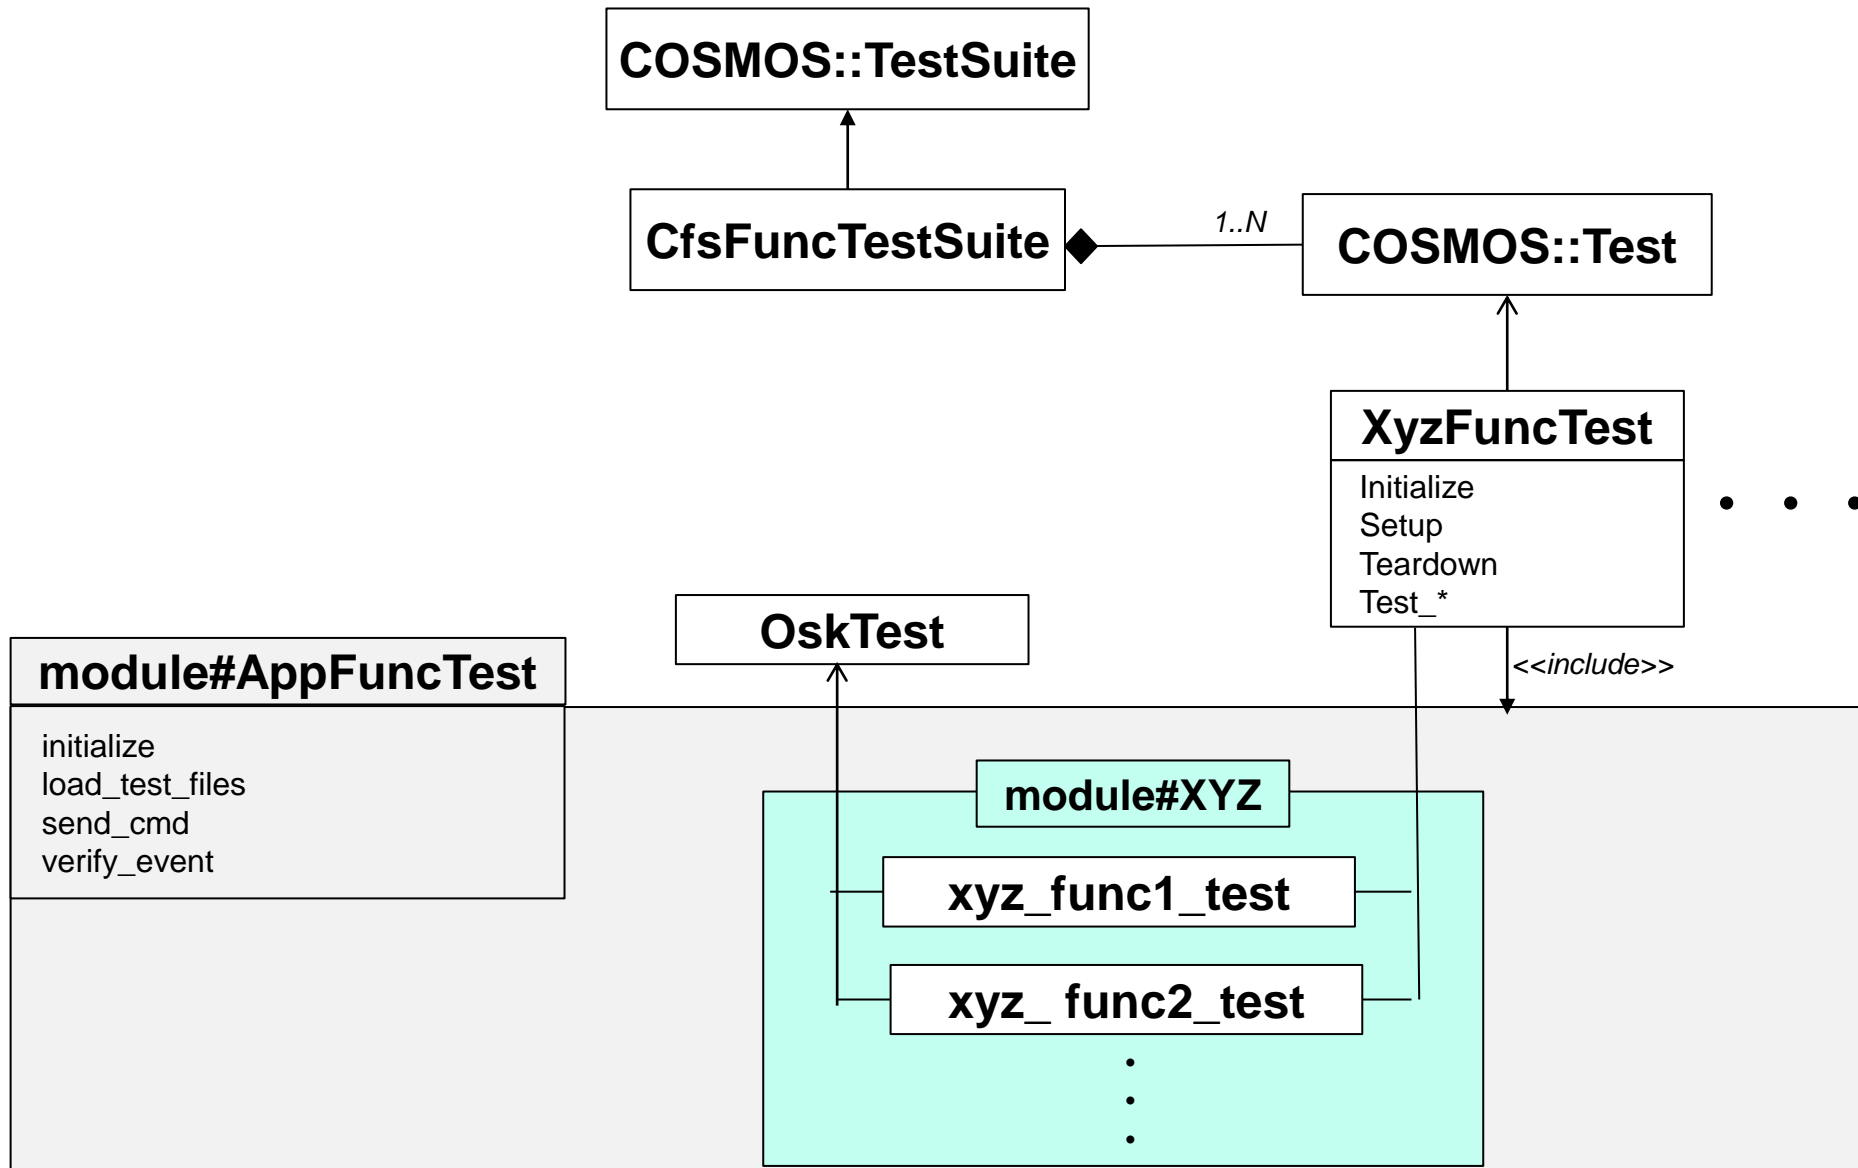 COSMOS::TestSuite
CfsFuncTestSuite
1..N
COSMOS::Test
XyzFuncTest
Initialize
Setup
Teardown
Test_*
OskTest
<<include>>
module#AppFuncTest
initialize
load_test_files
send_cmd
verify_event
module#XYZ
xyz_func1_test
xyz_ func2_test